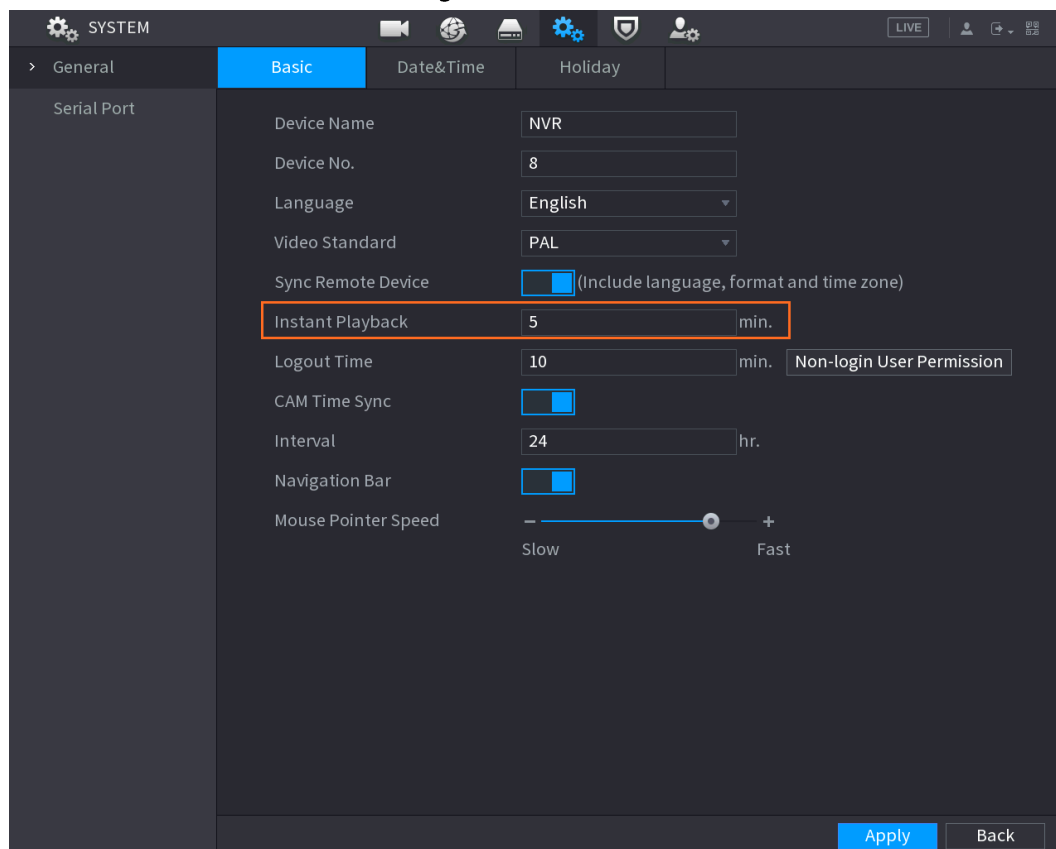 SYSTEM LIVE
> General Basic Date&Time Holiday
Serial Port
Device Name NVR
Device No. 8
Language English
Video Standard PAL
Sync Remote Device (Include language, format and time zone)
Instant Playback 5 min.
Logout Time 10 min. Non-login User Permission
CAM Time Sync
Interval 24 hr.
Navigation Bar
Mouse Pointer Speed − +
Slow Fast
Apply Back